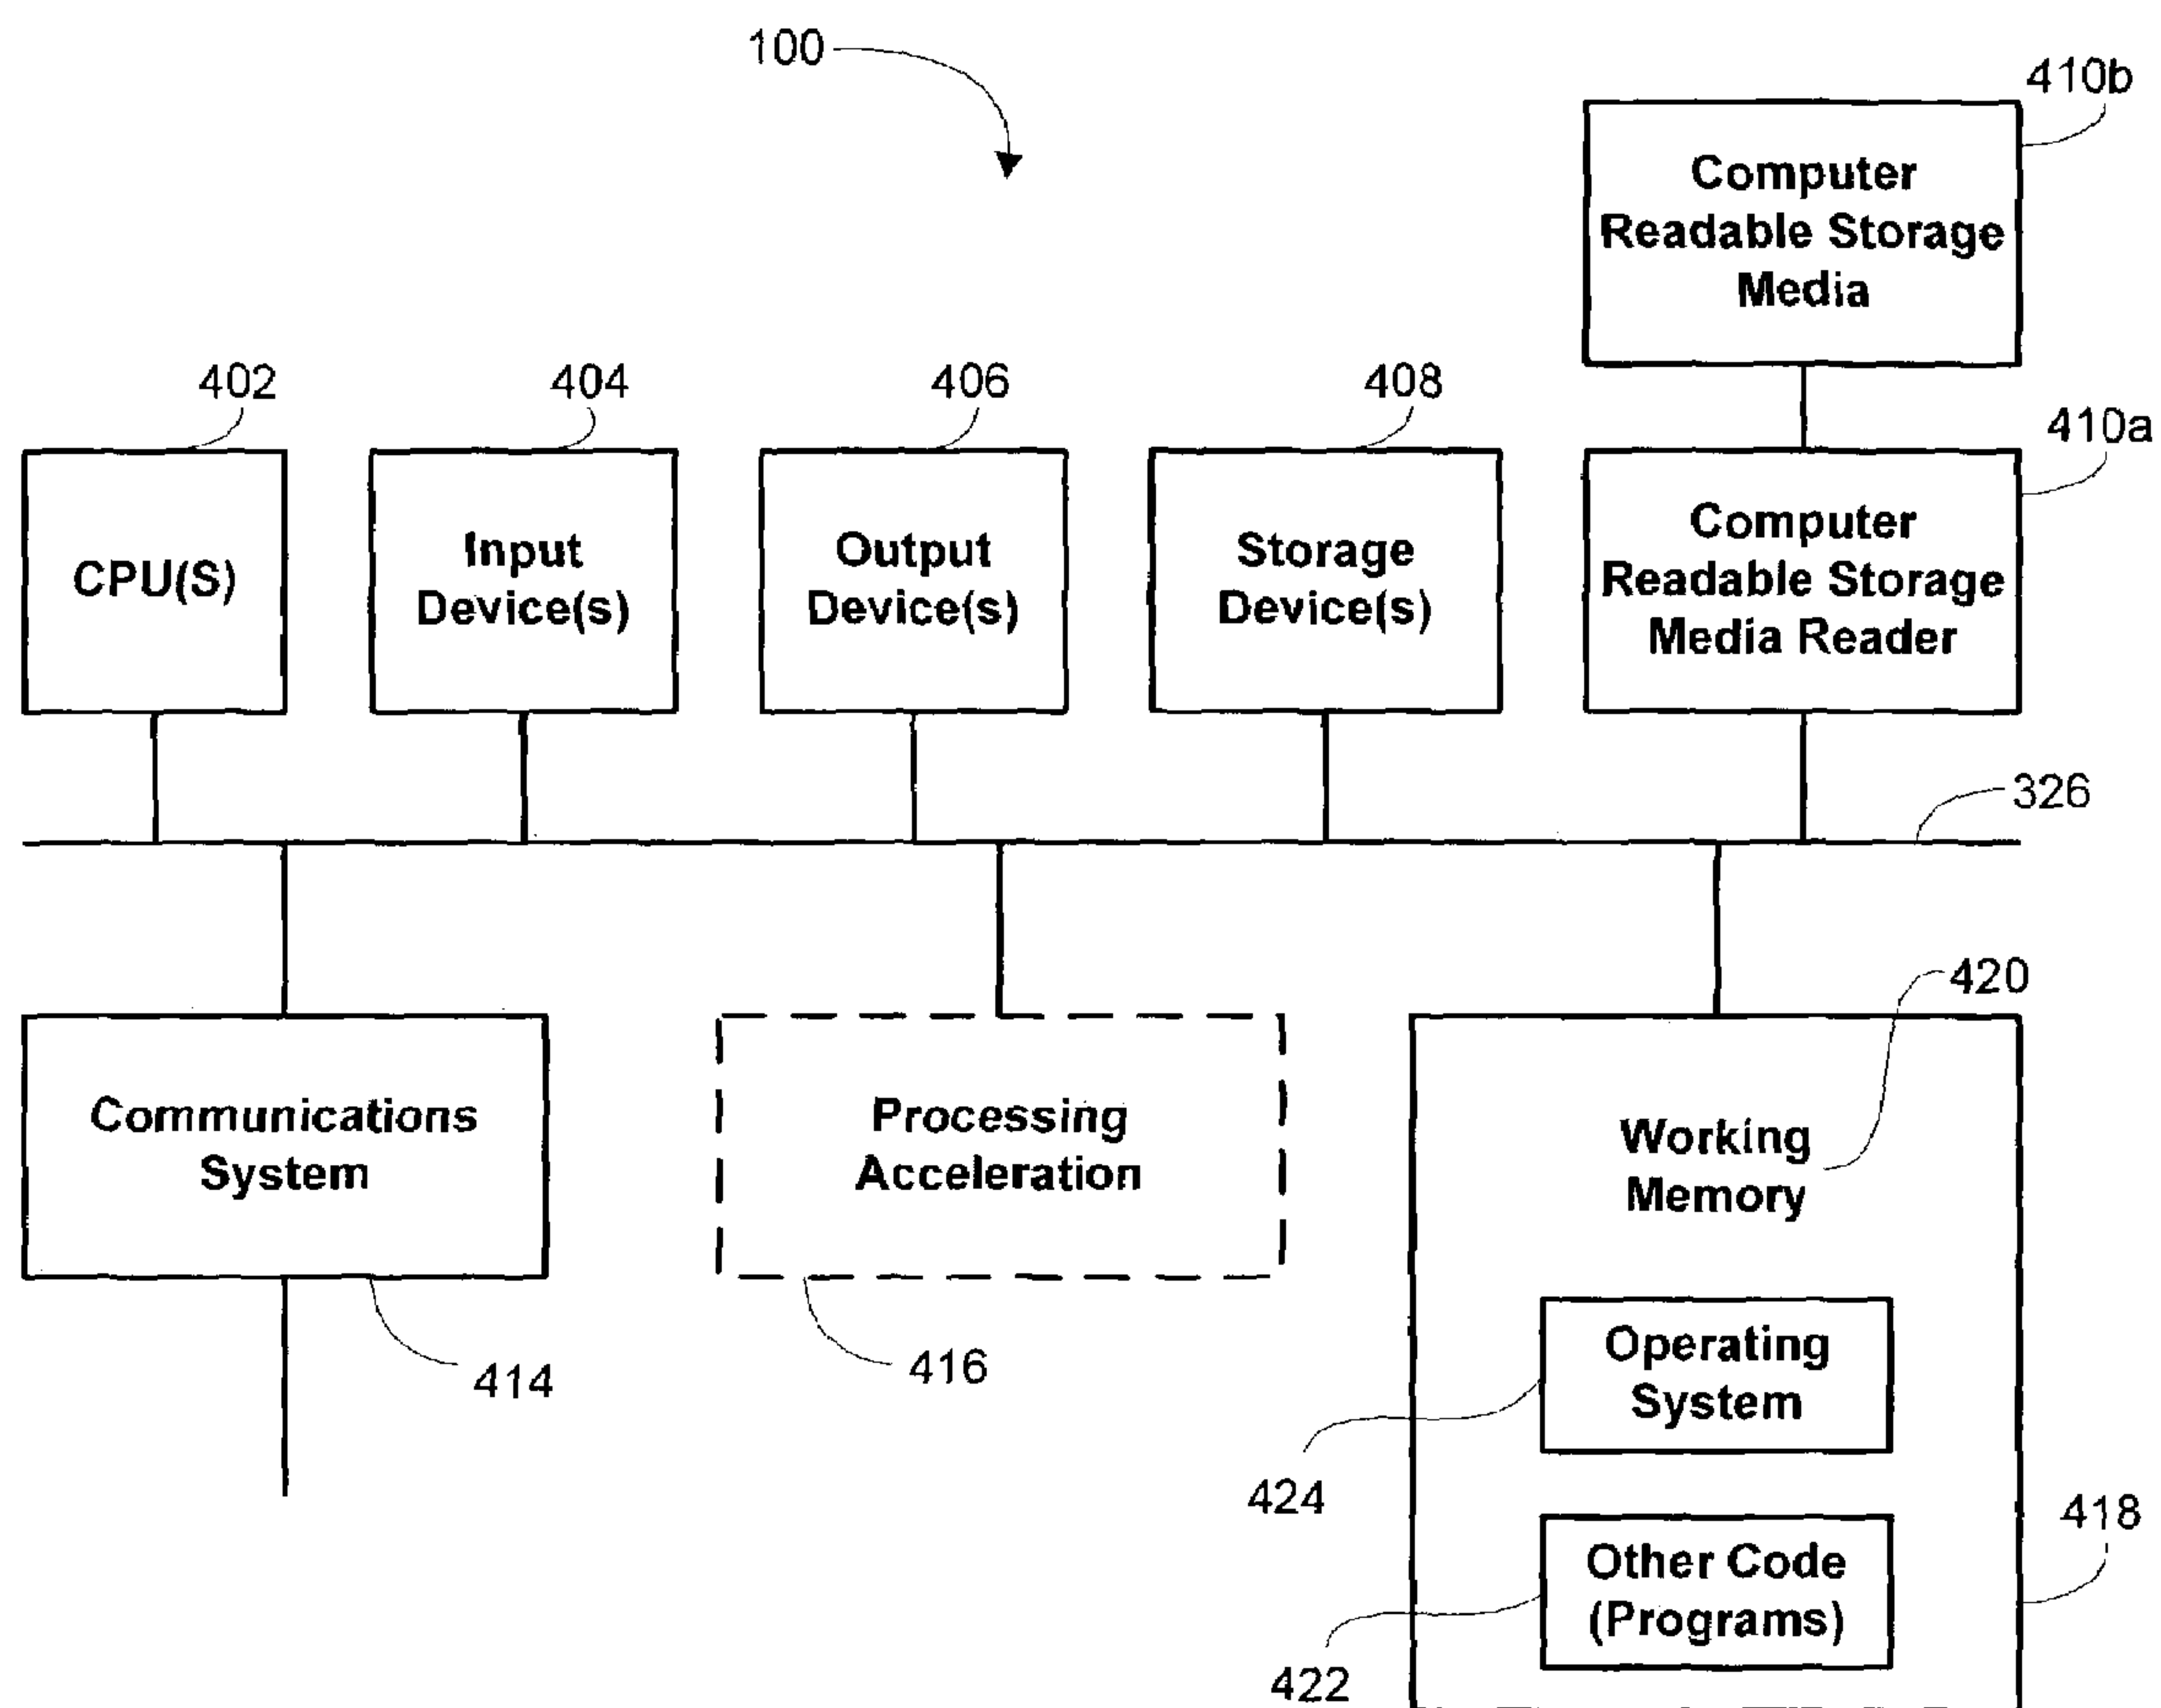 100
410b
Computer
Readable Storage
Media
402
404
406
408
410a
CPU(S)
Input
Device(s)
Output
Device(s)
Storage
Device(s)
Computer
Readable Storage
Media Reader
326
420
Communications
System
Processing
Acceleration
Working
Memory
414
416
Operating
System
424
418
Other Code
(Programs)
422